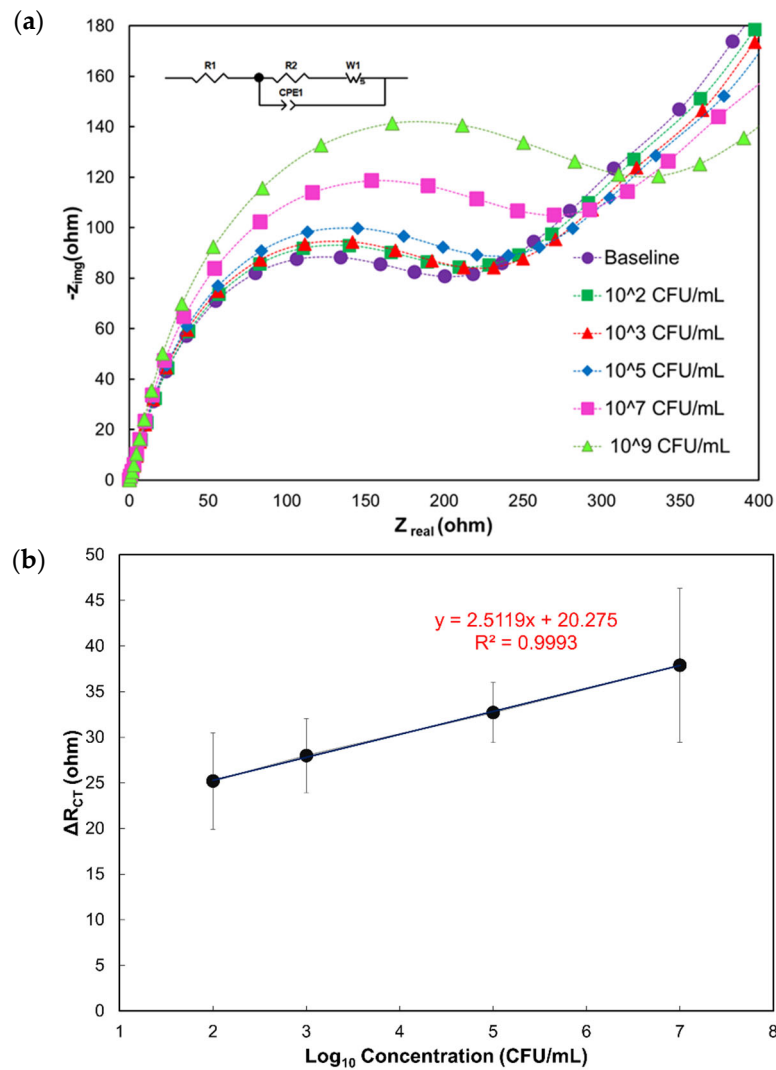 (a)
180
160
140
120
100
80
60
40
20
0
-Zimg(ohm)
R1
R2
W1
s
CPE1
Baseline
10^2 CFU/mL
10^3 CFU/mL
10^5 CFU/mL
10^7 CFU/mL
10^9 CFU/mL
0 50 100 150 200 250 300 350 400
Z real (ohm)
(b)
50
45
40
35
30
25
20
15
10
5
0
ΔRCT (ohm)
y = 2.5119x + 20.275
R² = 0.9993
1 2 3 4 5 6 7 8
Log10 Concentration (CFU/mL)